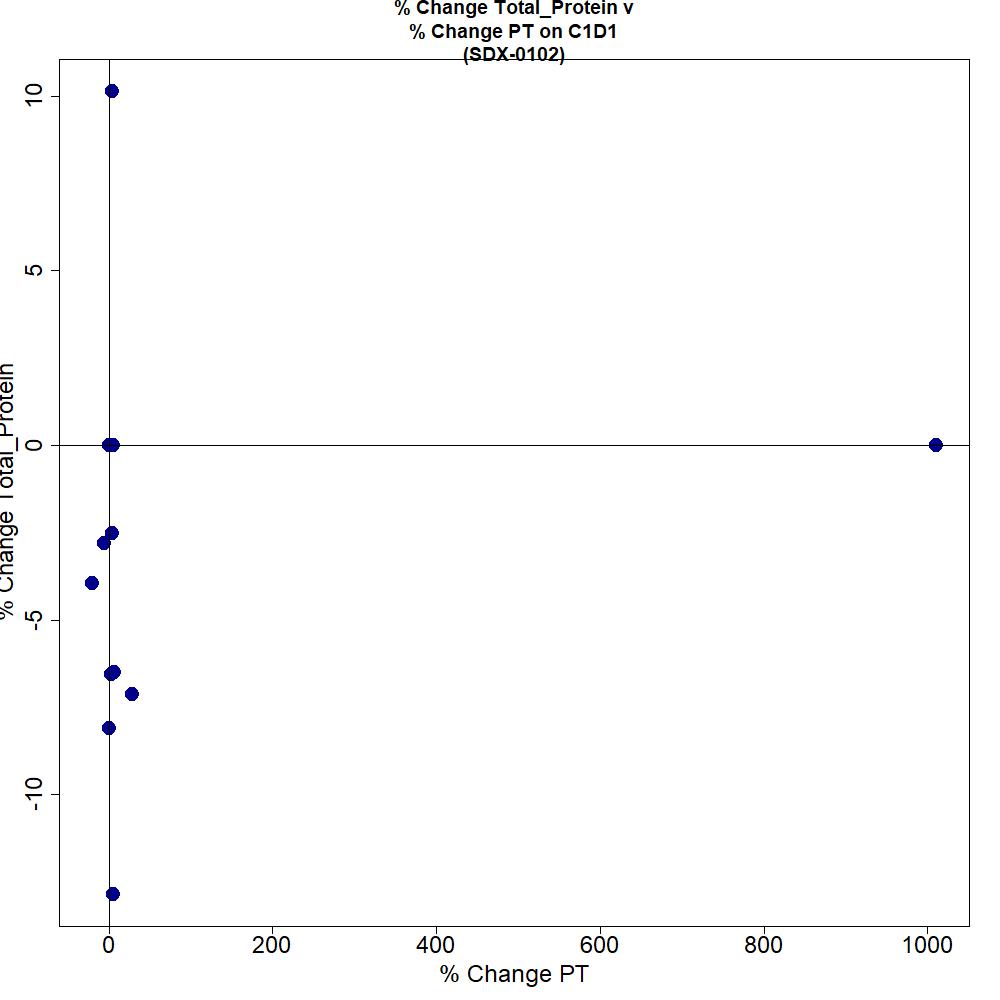 % Change Total_Protein v
% Change PT on C1D1
(SDX-0102)
10
5
0
-5
-10
% Change Total_Protein
0 200 400 600 800 1000
% Change PT